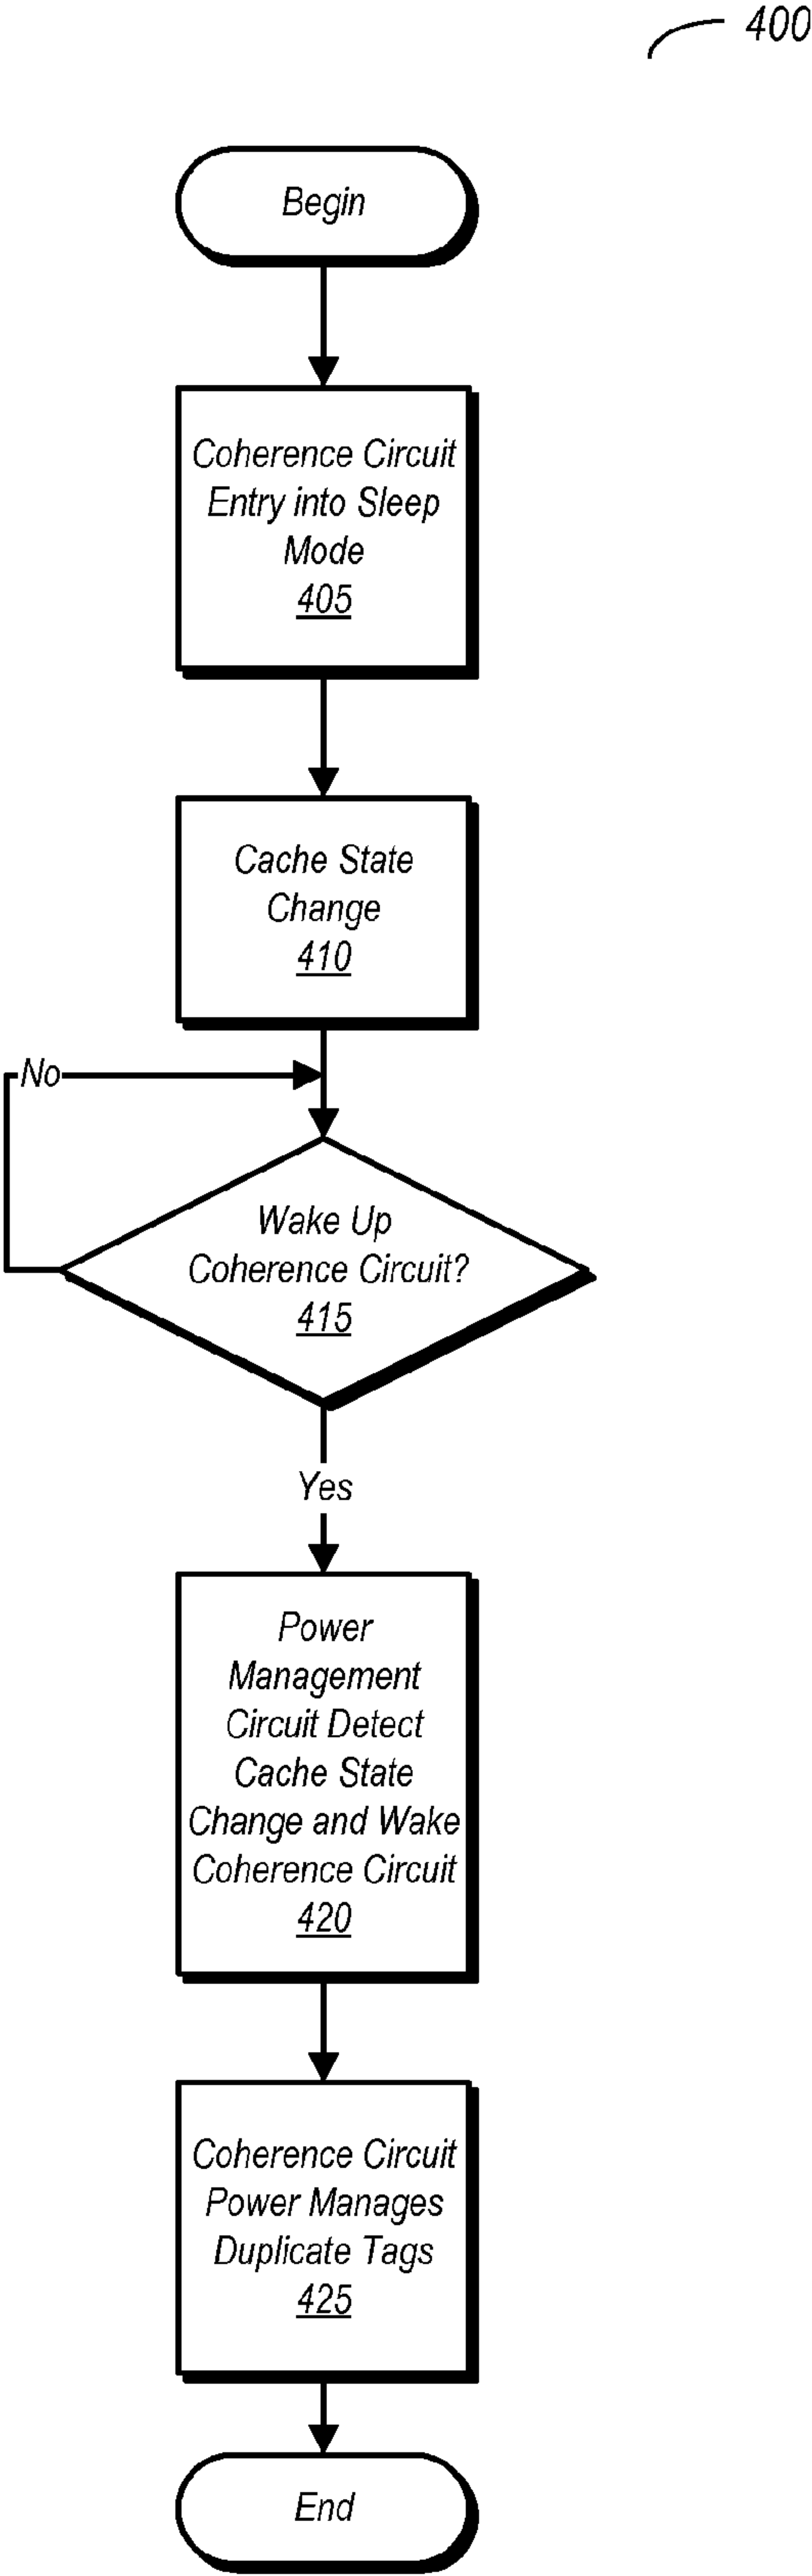 400
Begin
Coherence Circuit
Entry into Sleep
Mode
405
Cache State
Change
410
No
Wake Up
Coherence Circuit?
415
Yes
Power
Management
Circuit Detect
Cache State
Change and Wake
Coherence Circuit
420
Coherence Circuit
Power Manages
Duplicate Tags
425
End